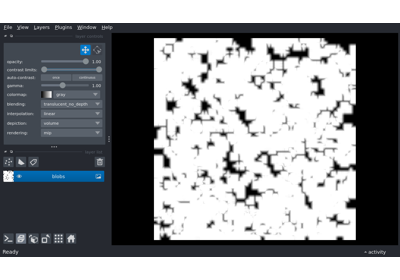 File View Layers Plugins Window Help
opacity: 1.00
contrast limits:
auto-contrast: once continuous
gamma: 1.00
colormap: gray
blending: translucent_no_depth
interpolation: linear
depiction: volume
rendering: mip
blobs
Ready
activity